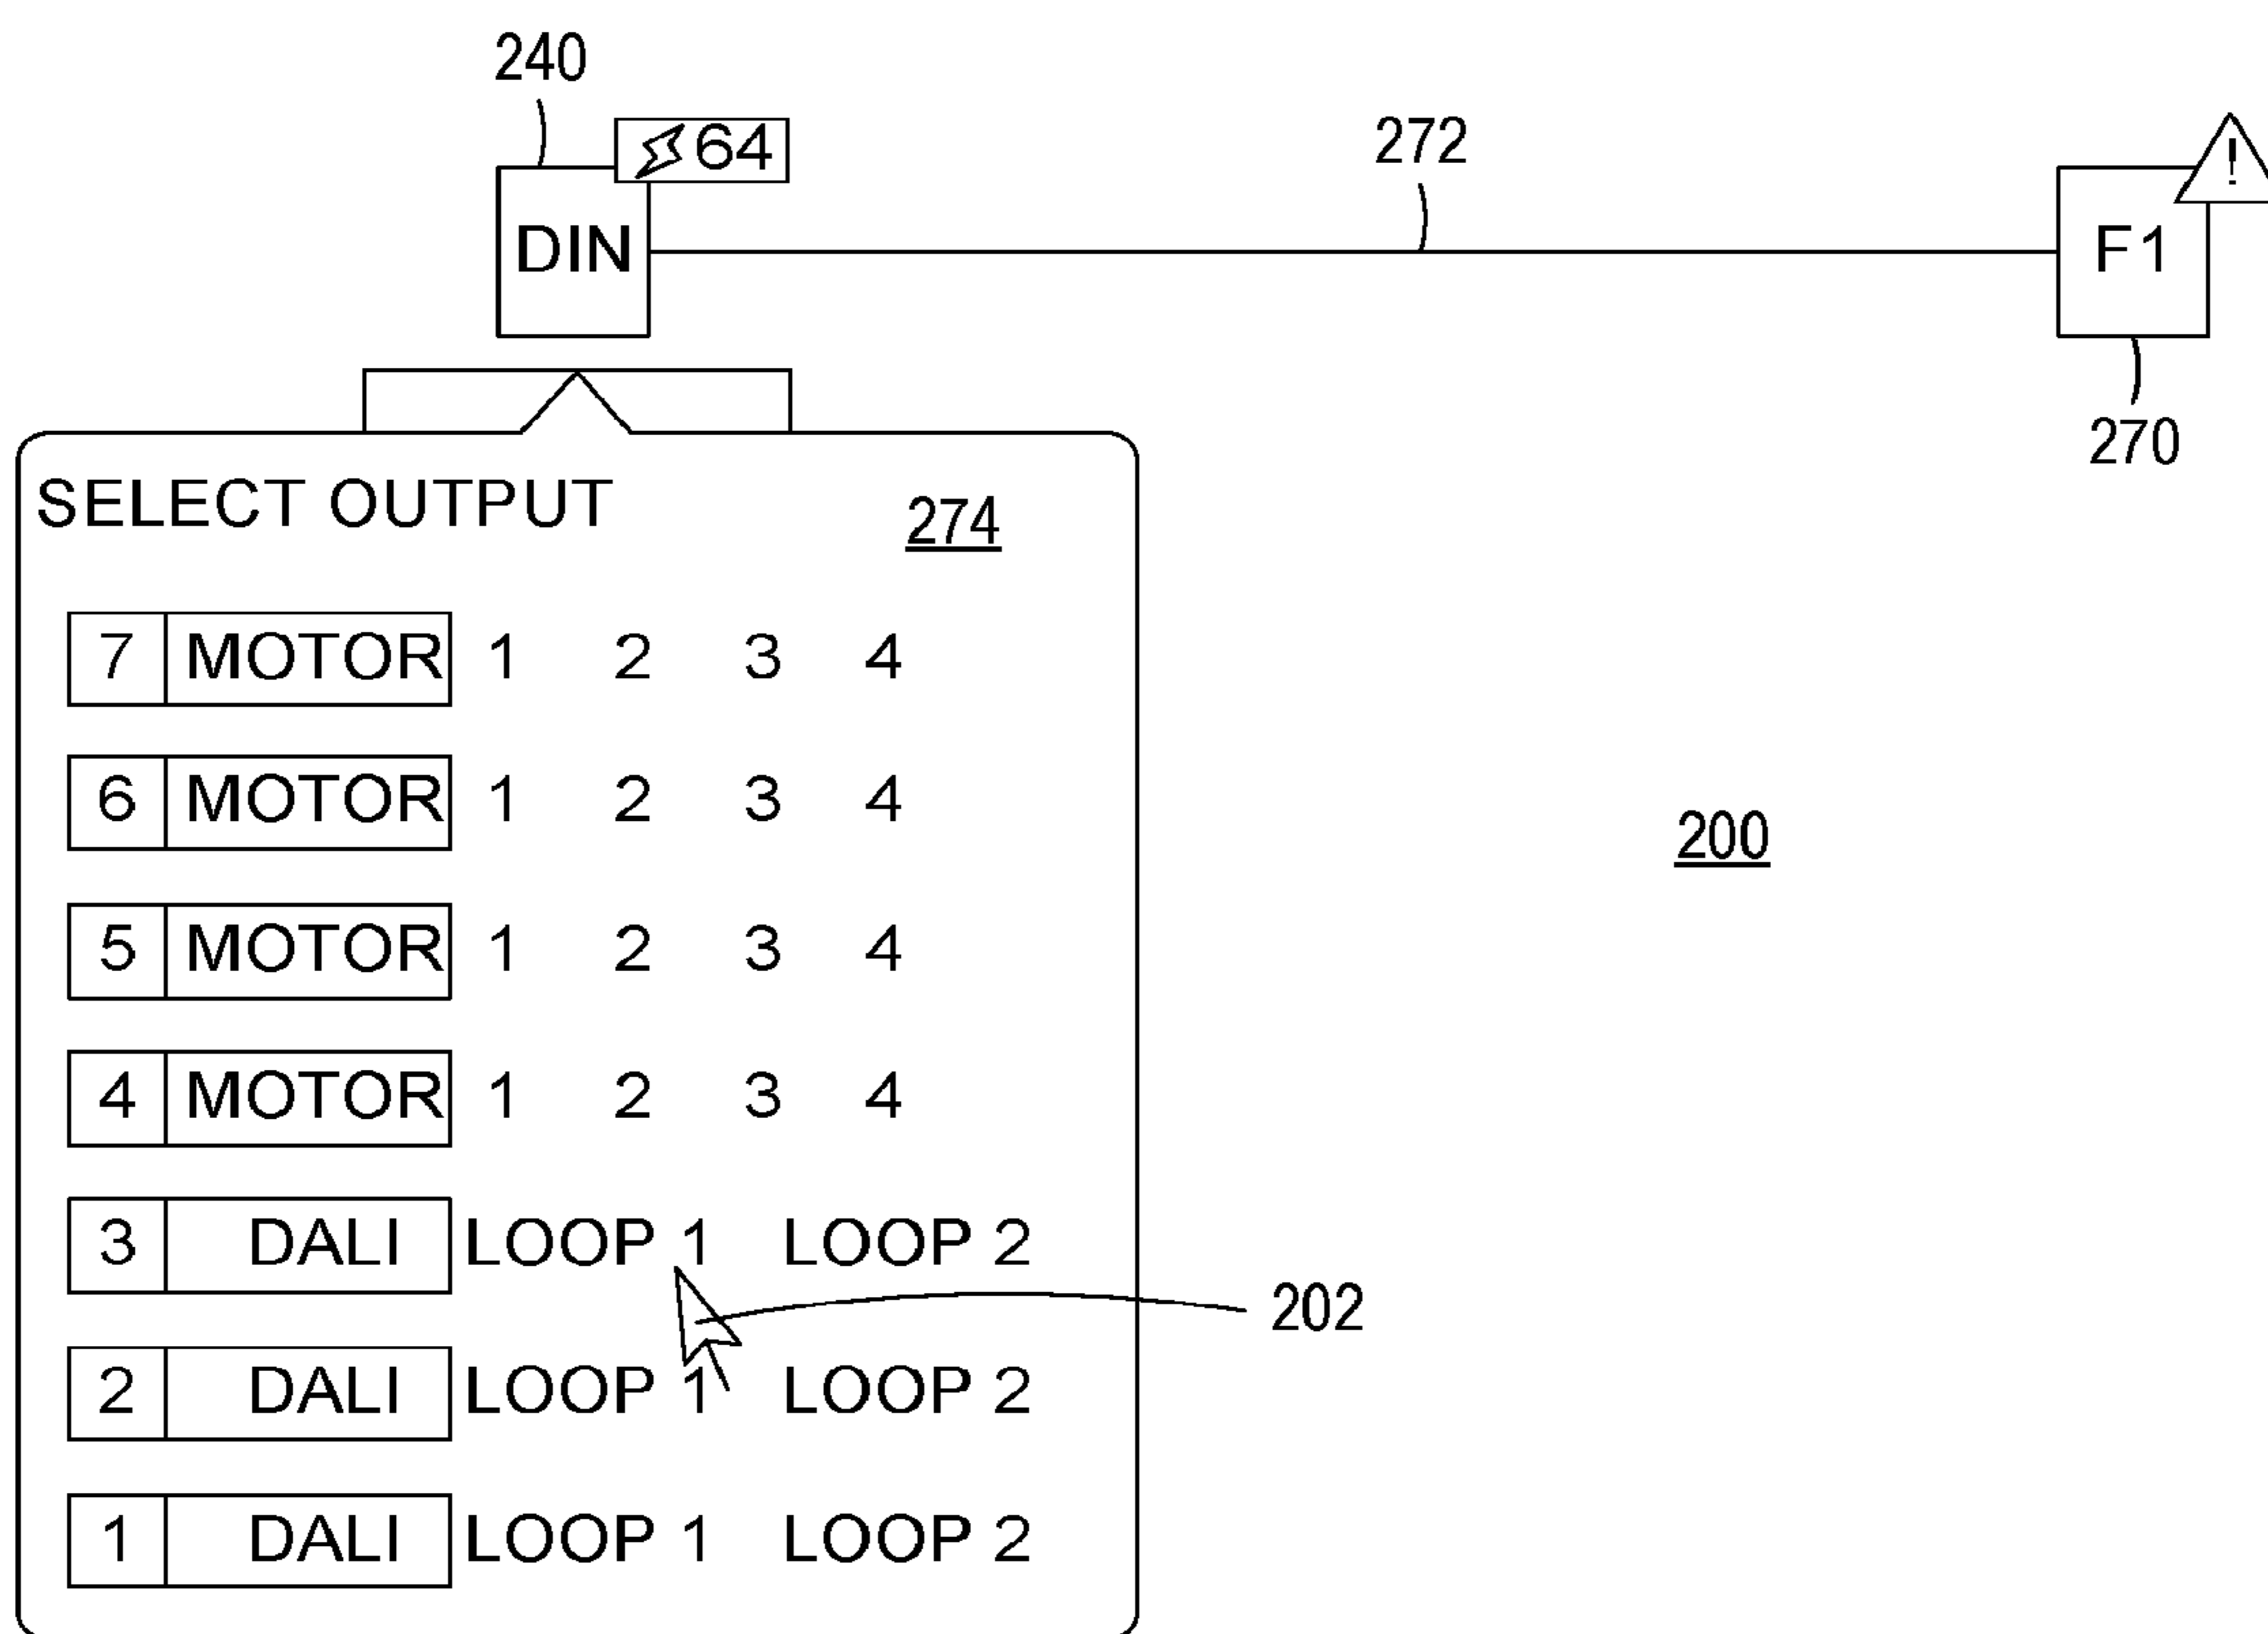 240
64
272
!
DIN
F1
270
SELECT OUTPUT
274
7 MOTOR 1 2 3 4
6 MOTOR 1 2 3 4
200
5 MOTOR 1 2 3 4
4 MOTOR 1 2 3 4
3 DALI LOOP 1 LOOP 2
202
2 DALI LOOP 1 LOOP 2
1 DALI LOOP 1 LOOP 2